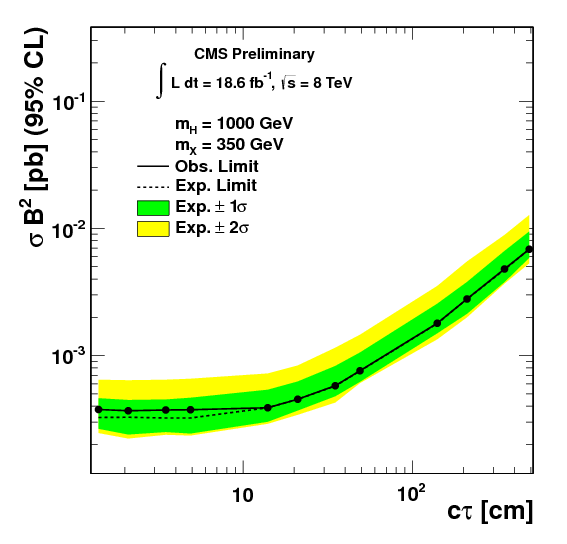 CMS Preliminary
∫ L dt = 18.6 fb⁻¹, √s = 8 TeV
m_H = 1000 GeV
m_X = 350 GeV
Obs. Limit
Exp. Limit
Exp. ± 1σ
Exp. ± 2σ
σ B² [pb] (95% CL)
10⁻¹
10⁻²
10⁻³
10
10²
cτ [cm]